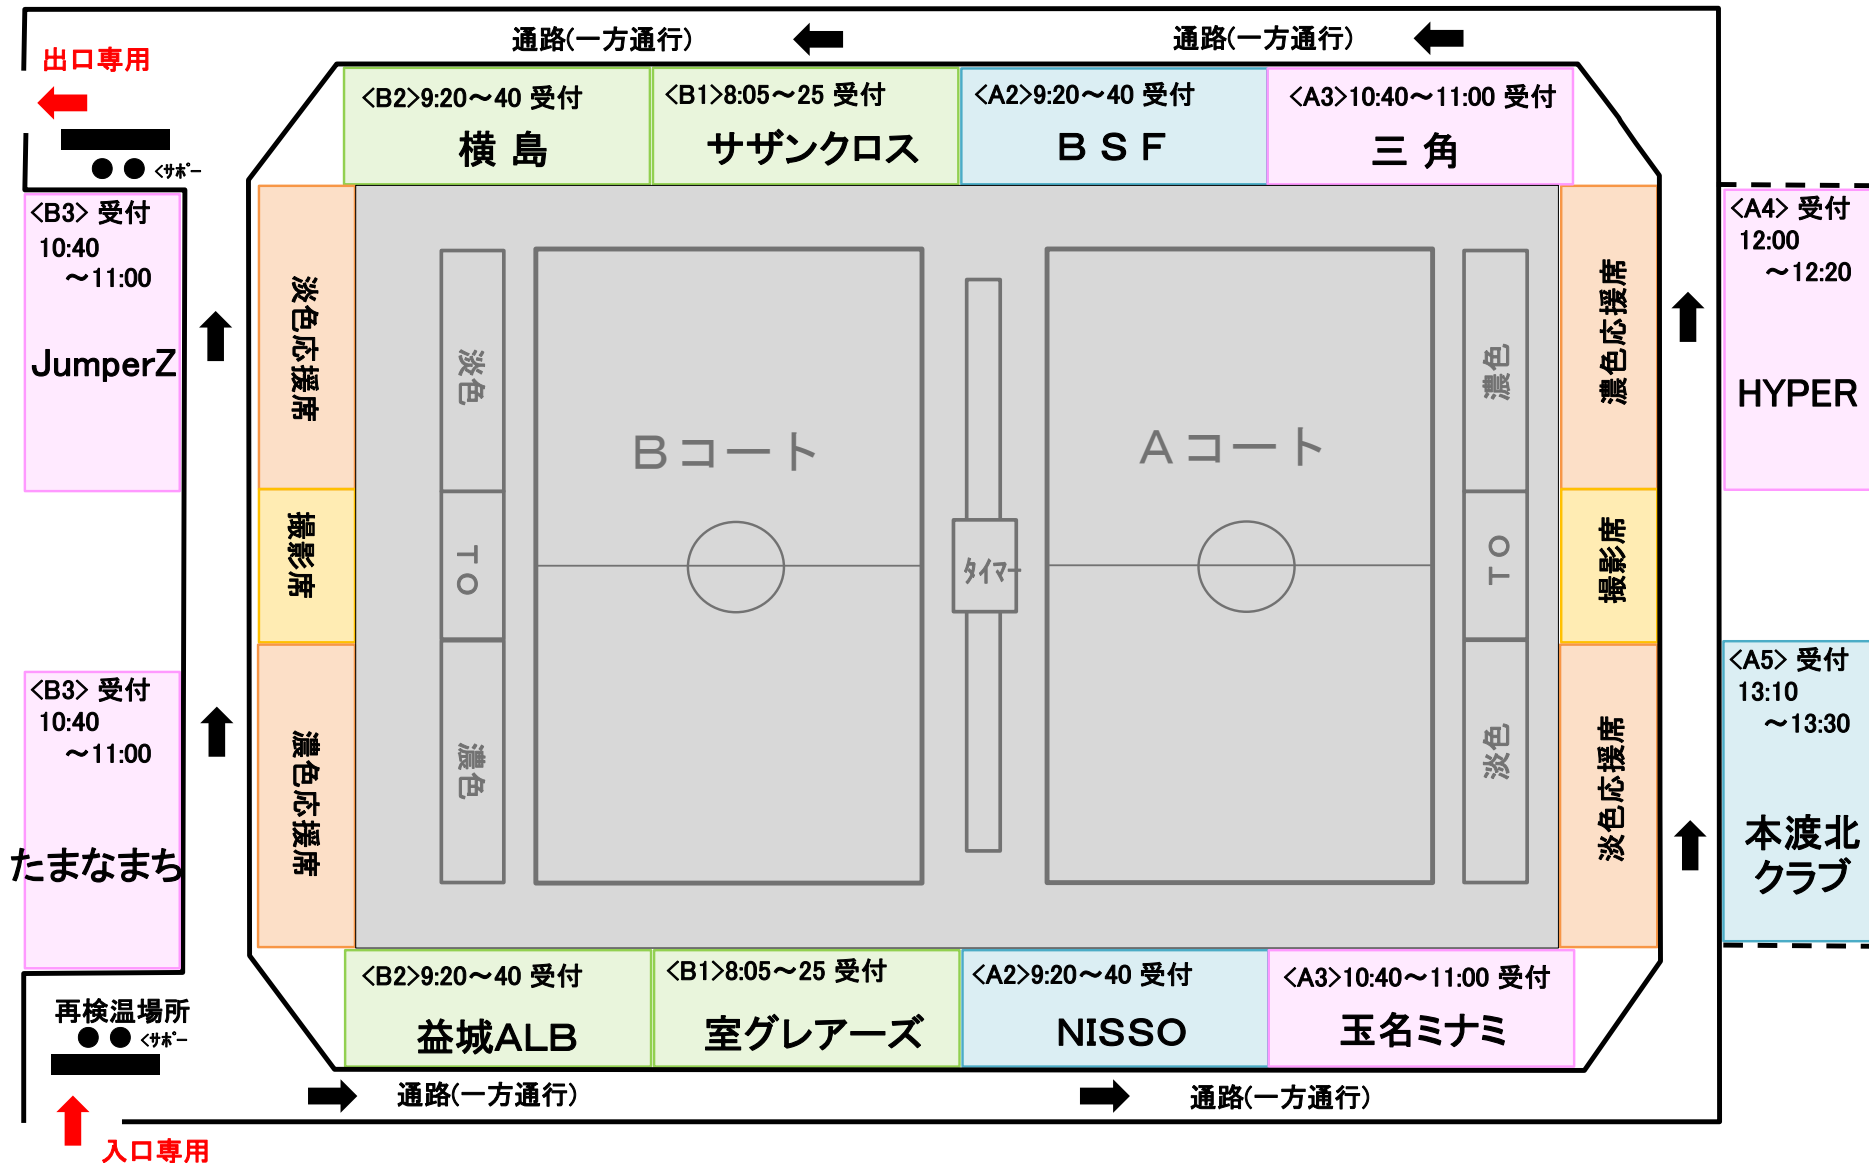 通路(一方通行)
通路(一方通行)
出口専用
<B2>9:20～40 受付
横 島
<B1>8:05～25 受付
サザンクロス
<A2>9:20～40 受付
ＢＳＦ
<A3>10:40～11:00 受付
三 角
<ｻﾎﾟｰ
<B3> 受付
10:40
～11:00
JumperZ
<A4> 受付
12:00
～12:20
HYPER
淡色応援席
撮影席
濃色応援席
淡色
ＴＯ
濃色
Ｂコート
ﾀｲﾏｰ
Ａコート
濃色
ＴＯ
淡色
濃色応援席
撮影席
淡色応援席
<B3> 受付
10:40
～11:00
たまなまち
<A5> 受付
13:10
～13:30
本渡北
クラブ
<B2>9:20～40 受付
益城ALB
<B1>8:05～25 受付
室グレアーズ
<A2>9:20～40 受付
NISSO
<A3>10:40～11:00 受付
玉名ミナミ
再検温場所
<ｻﾎﾟｰ
通路(一方通行)
通路(一方通行)
入口専用